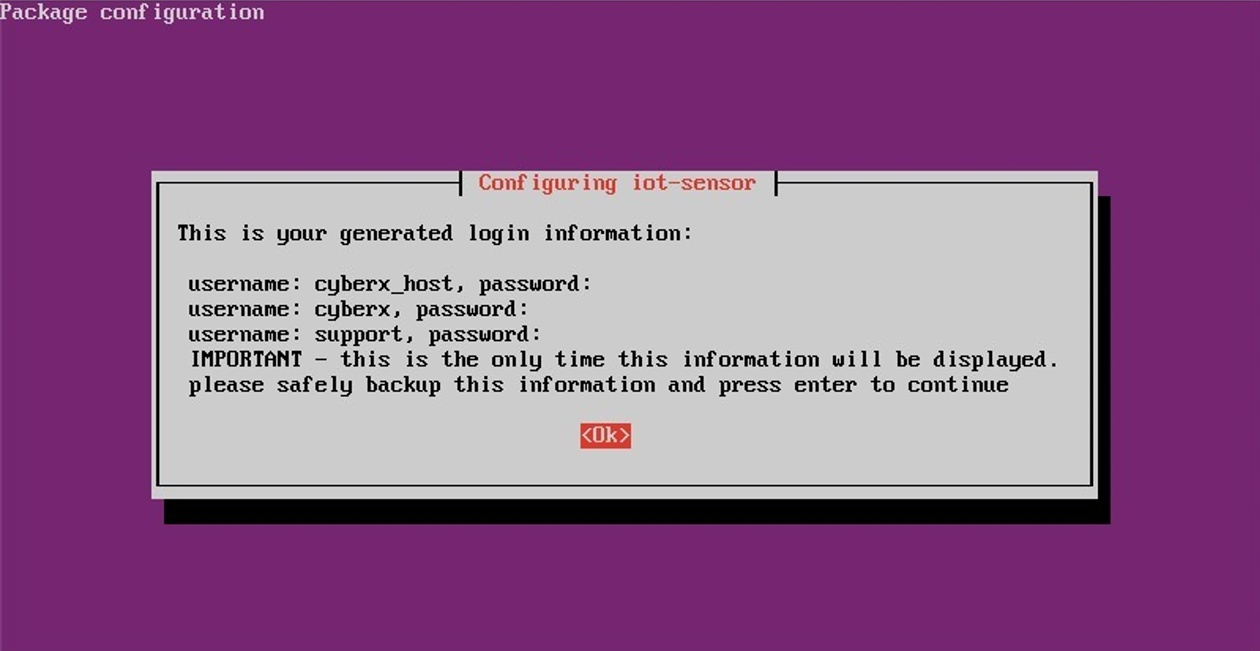 Package configuration
Configuring iot-sensor
This is your generated login information:
username: cyberx_host, password:
username: cyberx, password:
username: support, password:
IMPORTANT - this is the only time this information will be displayed.
please safely backup this information and press enter to continue
<Ok>